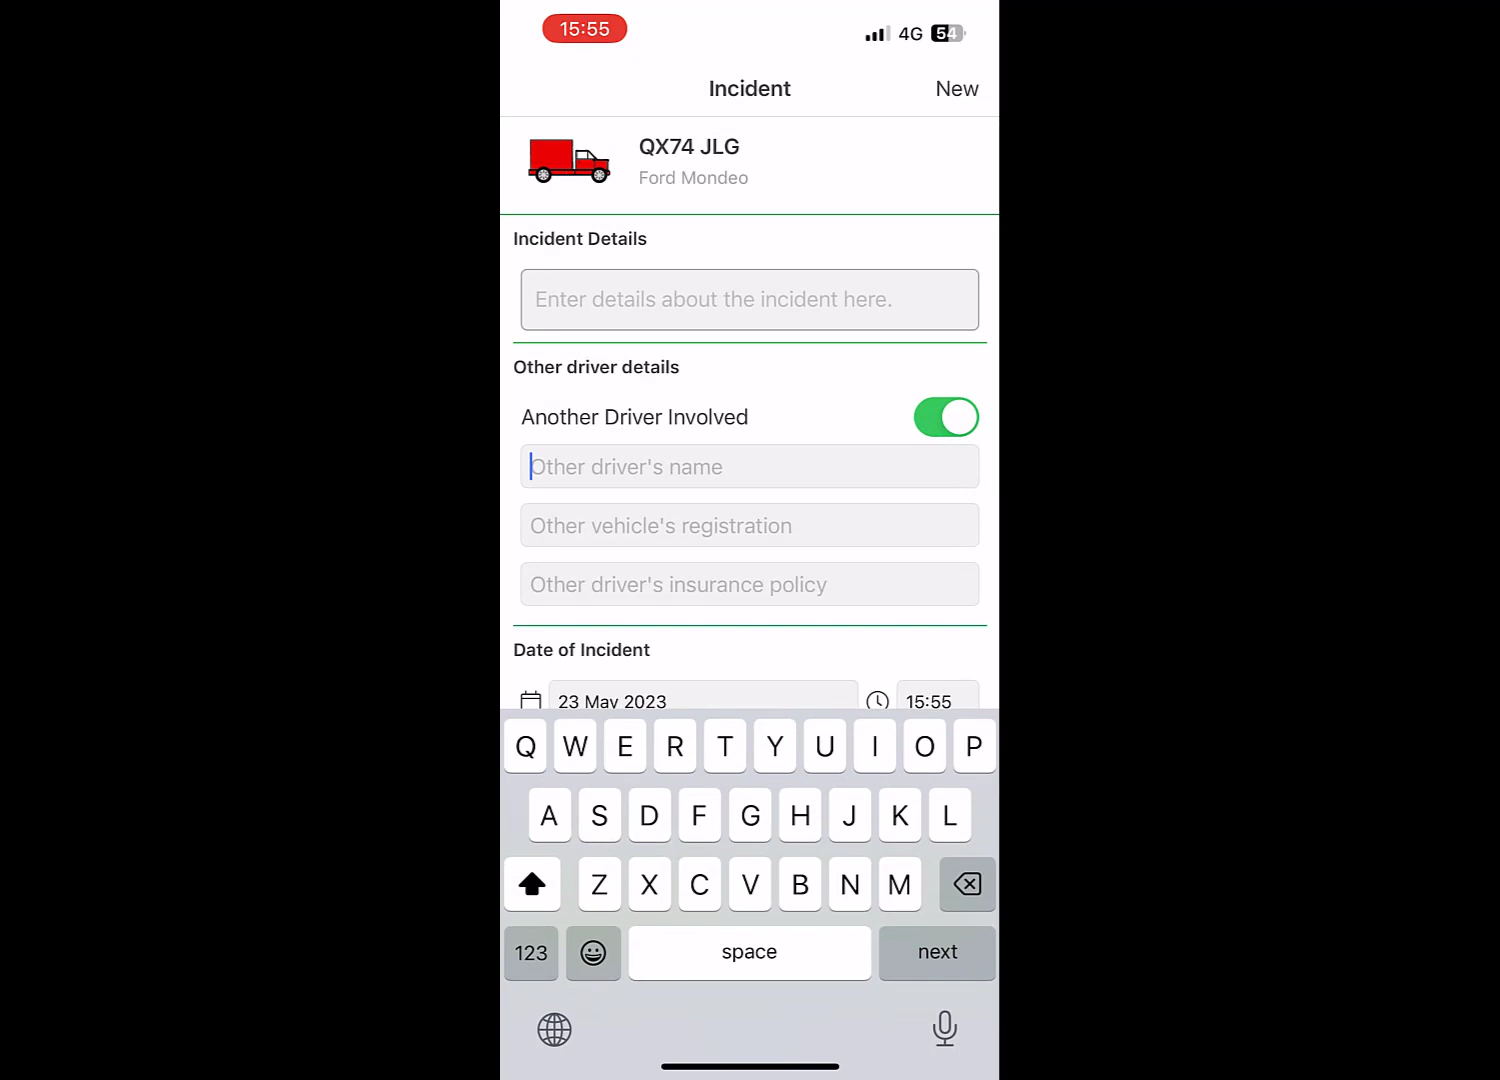 15:55
4G 54
Incident New
QX74 JLG
Ford Mondeo
Incident Details
Enter details about the incident here.
Other driver details
Another Driver Involved
Other driver's name
Other vehicle's registration
Other driver's insurance policy
Date of Incident
23 May 2023 15:55
Q W E R T Y U I O P
A S D F G H J K L
Z X C V B N M
123 space next